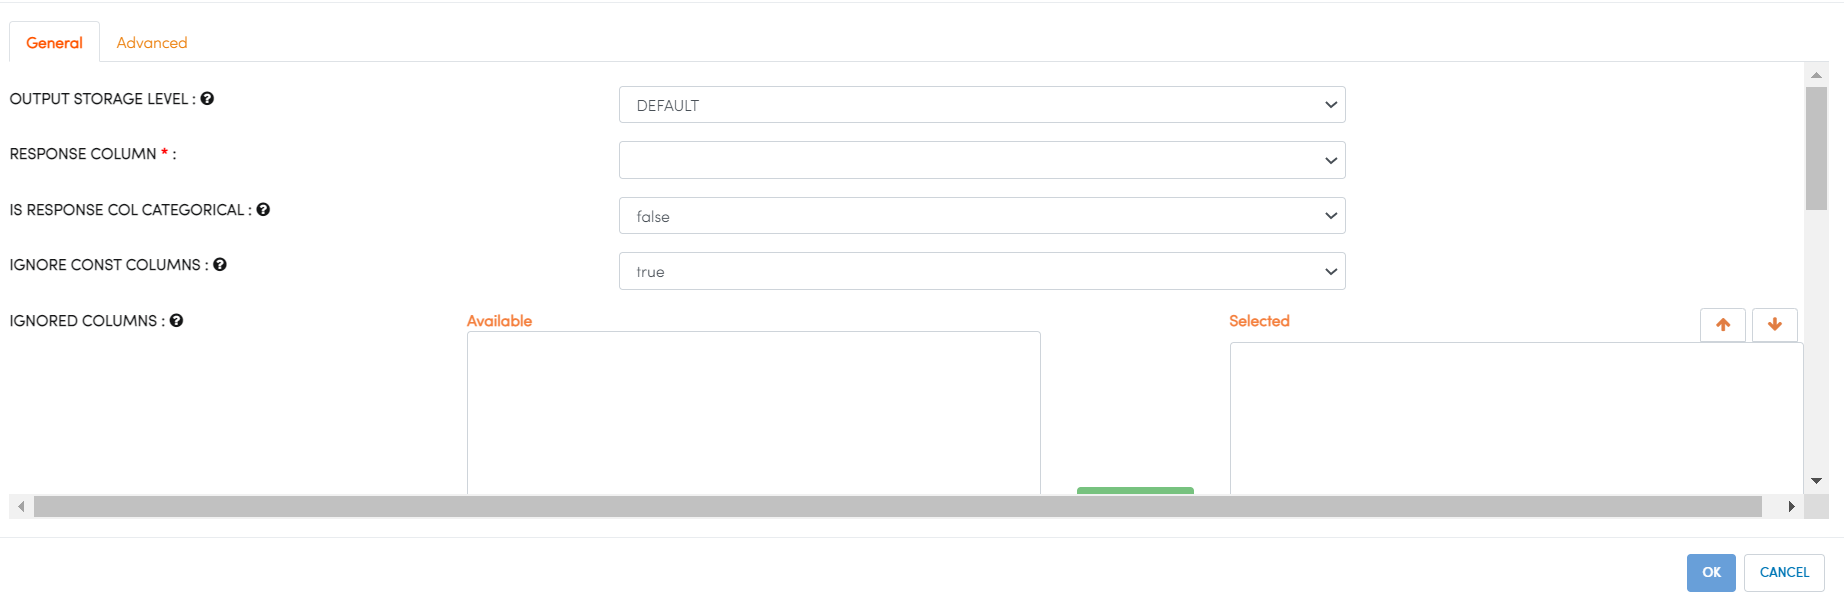 General Advanced
OUTPUT STORAGE LEVEL : DEFAULT
RESPONSE COLUMN * :
IS RESPONSE COL CATEGORICAL : false
IGNORE CONST COLUMNS : true
IGNORED COLUMNS : Available Selected
OK CANCEL